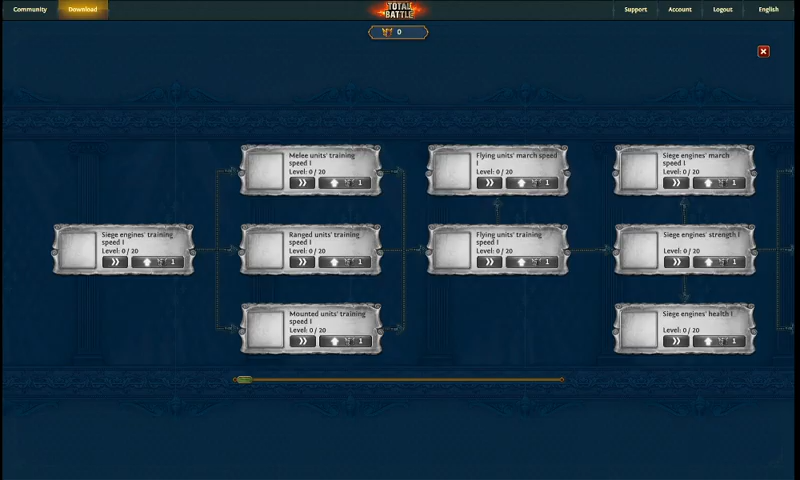 Community
Download
TOTAL
BATTLE
Support
Account
Logout
English
0
Siege engines' training
speed I
Level: 0 / 20
1
Melee units' training
speed I
Level: 0 / 20
1
Ranged units' training
speed I
Level: 0 / 20
1
Mounted units' training
speed I
Level: 0 / 20
1
Flying units' march speed
I
Level: 0 / 20
1
Flying units' training
speed I
Level: 0 / 20
1
Siege engines' march
speed I
Level: 0 / 20
1
Siege engines' strength I
Level: 0 / 20
1
Siege engines' health I
Level: 0 / 20
1